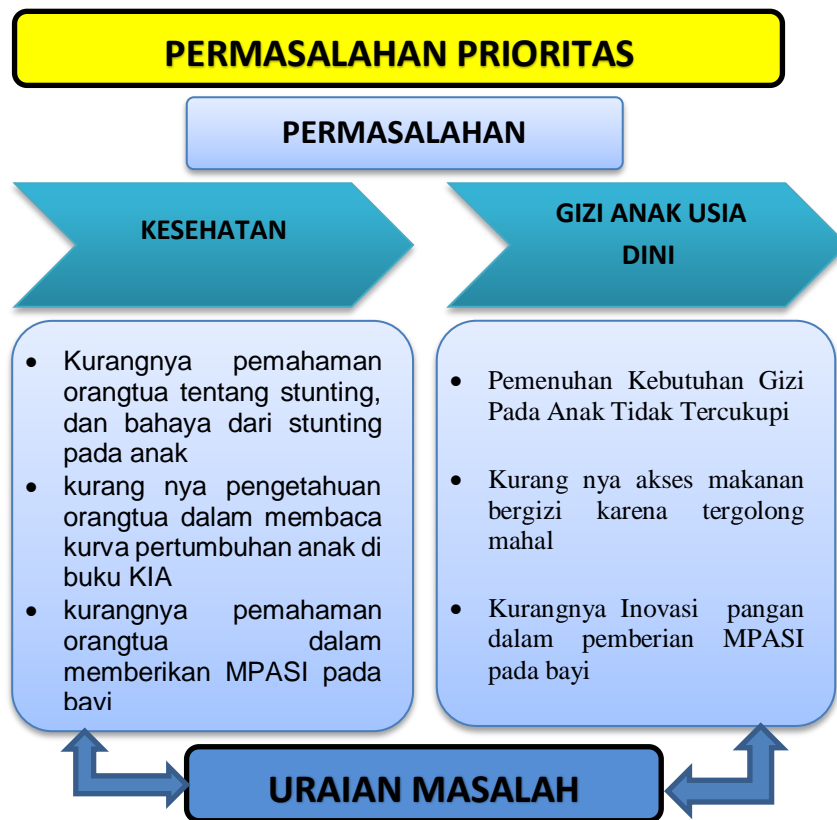 PERMASALAHAN PRIORITAS
PERMASALAHAN
KESEHATAN
GIZI ANAK USIA
DINI
• Kurangnya pemahaman
orangtua tentang stunting,
dan bahaya dari stunting
pada anak
• kurang nya pengetahuan
orangtua dalam membaca
kurva pertumbuhan anak di
buku KIA
• kurangnya pemahaman
orangtua dalam
memberikan MPASI pada
bayi
• Pemenuhan Kebutuhan Gizi
Pada Anak Tidak Tercukupi
• Kurang nya akses makanan
bergizi karena tergolong
mahal
• Kurangnya Inovasi pangan
dalam pemberian MPASI
pada bayi
URAIAN MASALAH